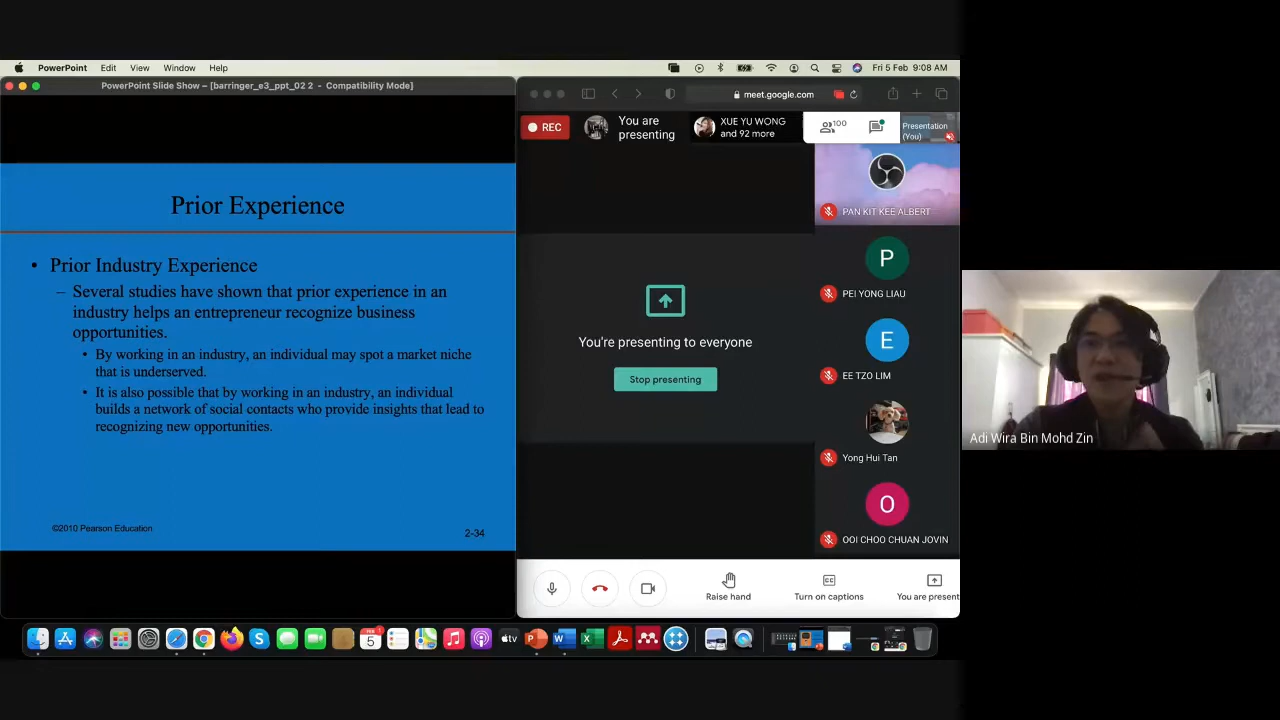 PowerPoint Edit View Window Help
Fri 5 Feb 9:08 AM
PowerPoint Slide Show – [barringer_e3_ppt_02 2 - Compatibility Mode]
Prior Experience
• Prior Industry Experience
– Several studies have shown that prior experience in an
industry helps an entrepreneur recognize business
opportunities.
• By working in an industry, an individual may spot a market niche
that is underserved.
• It is also possible that by working in an industry, an individual
builds a network of social contacts who provide insights that lead to
recognizing new opportunities.
©2010 Pearson Education
2-34
meet.google.com
REC
You are
presenting
XUE YU WONG
and 92 more
100
Presentation
(You)
PAN KIT KEE ALBERT
P
PEI YONG LIAU
You're presenting to everyone
Stop presenting
E
EE TZO LIM
Yong Hui Tan
O
OOI CHOO CHUAN JOVIN
CC
Raise hand
Turn on captions
You are present
Adi Wira Bin Mohd Zin
FEB
5
tv